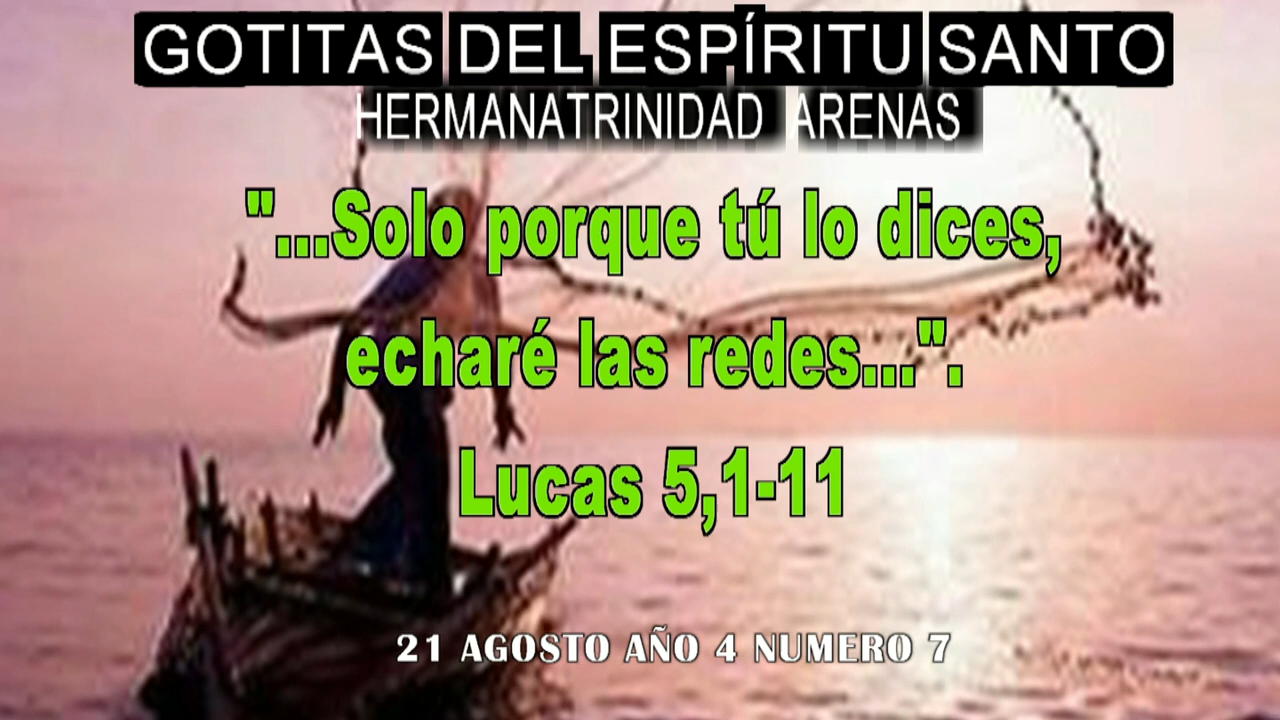 GOTITAS DEL ESPÍRITU SANTO
HERMANATRINIDAD ARENAS
"...Solo porque tú lo dices,
echaré las redes...".
Lucas 5,1-11
21 AGOSTO AÑO 4 NUMERO 7